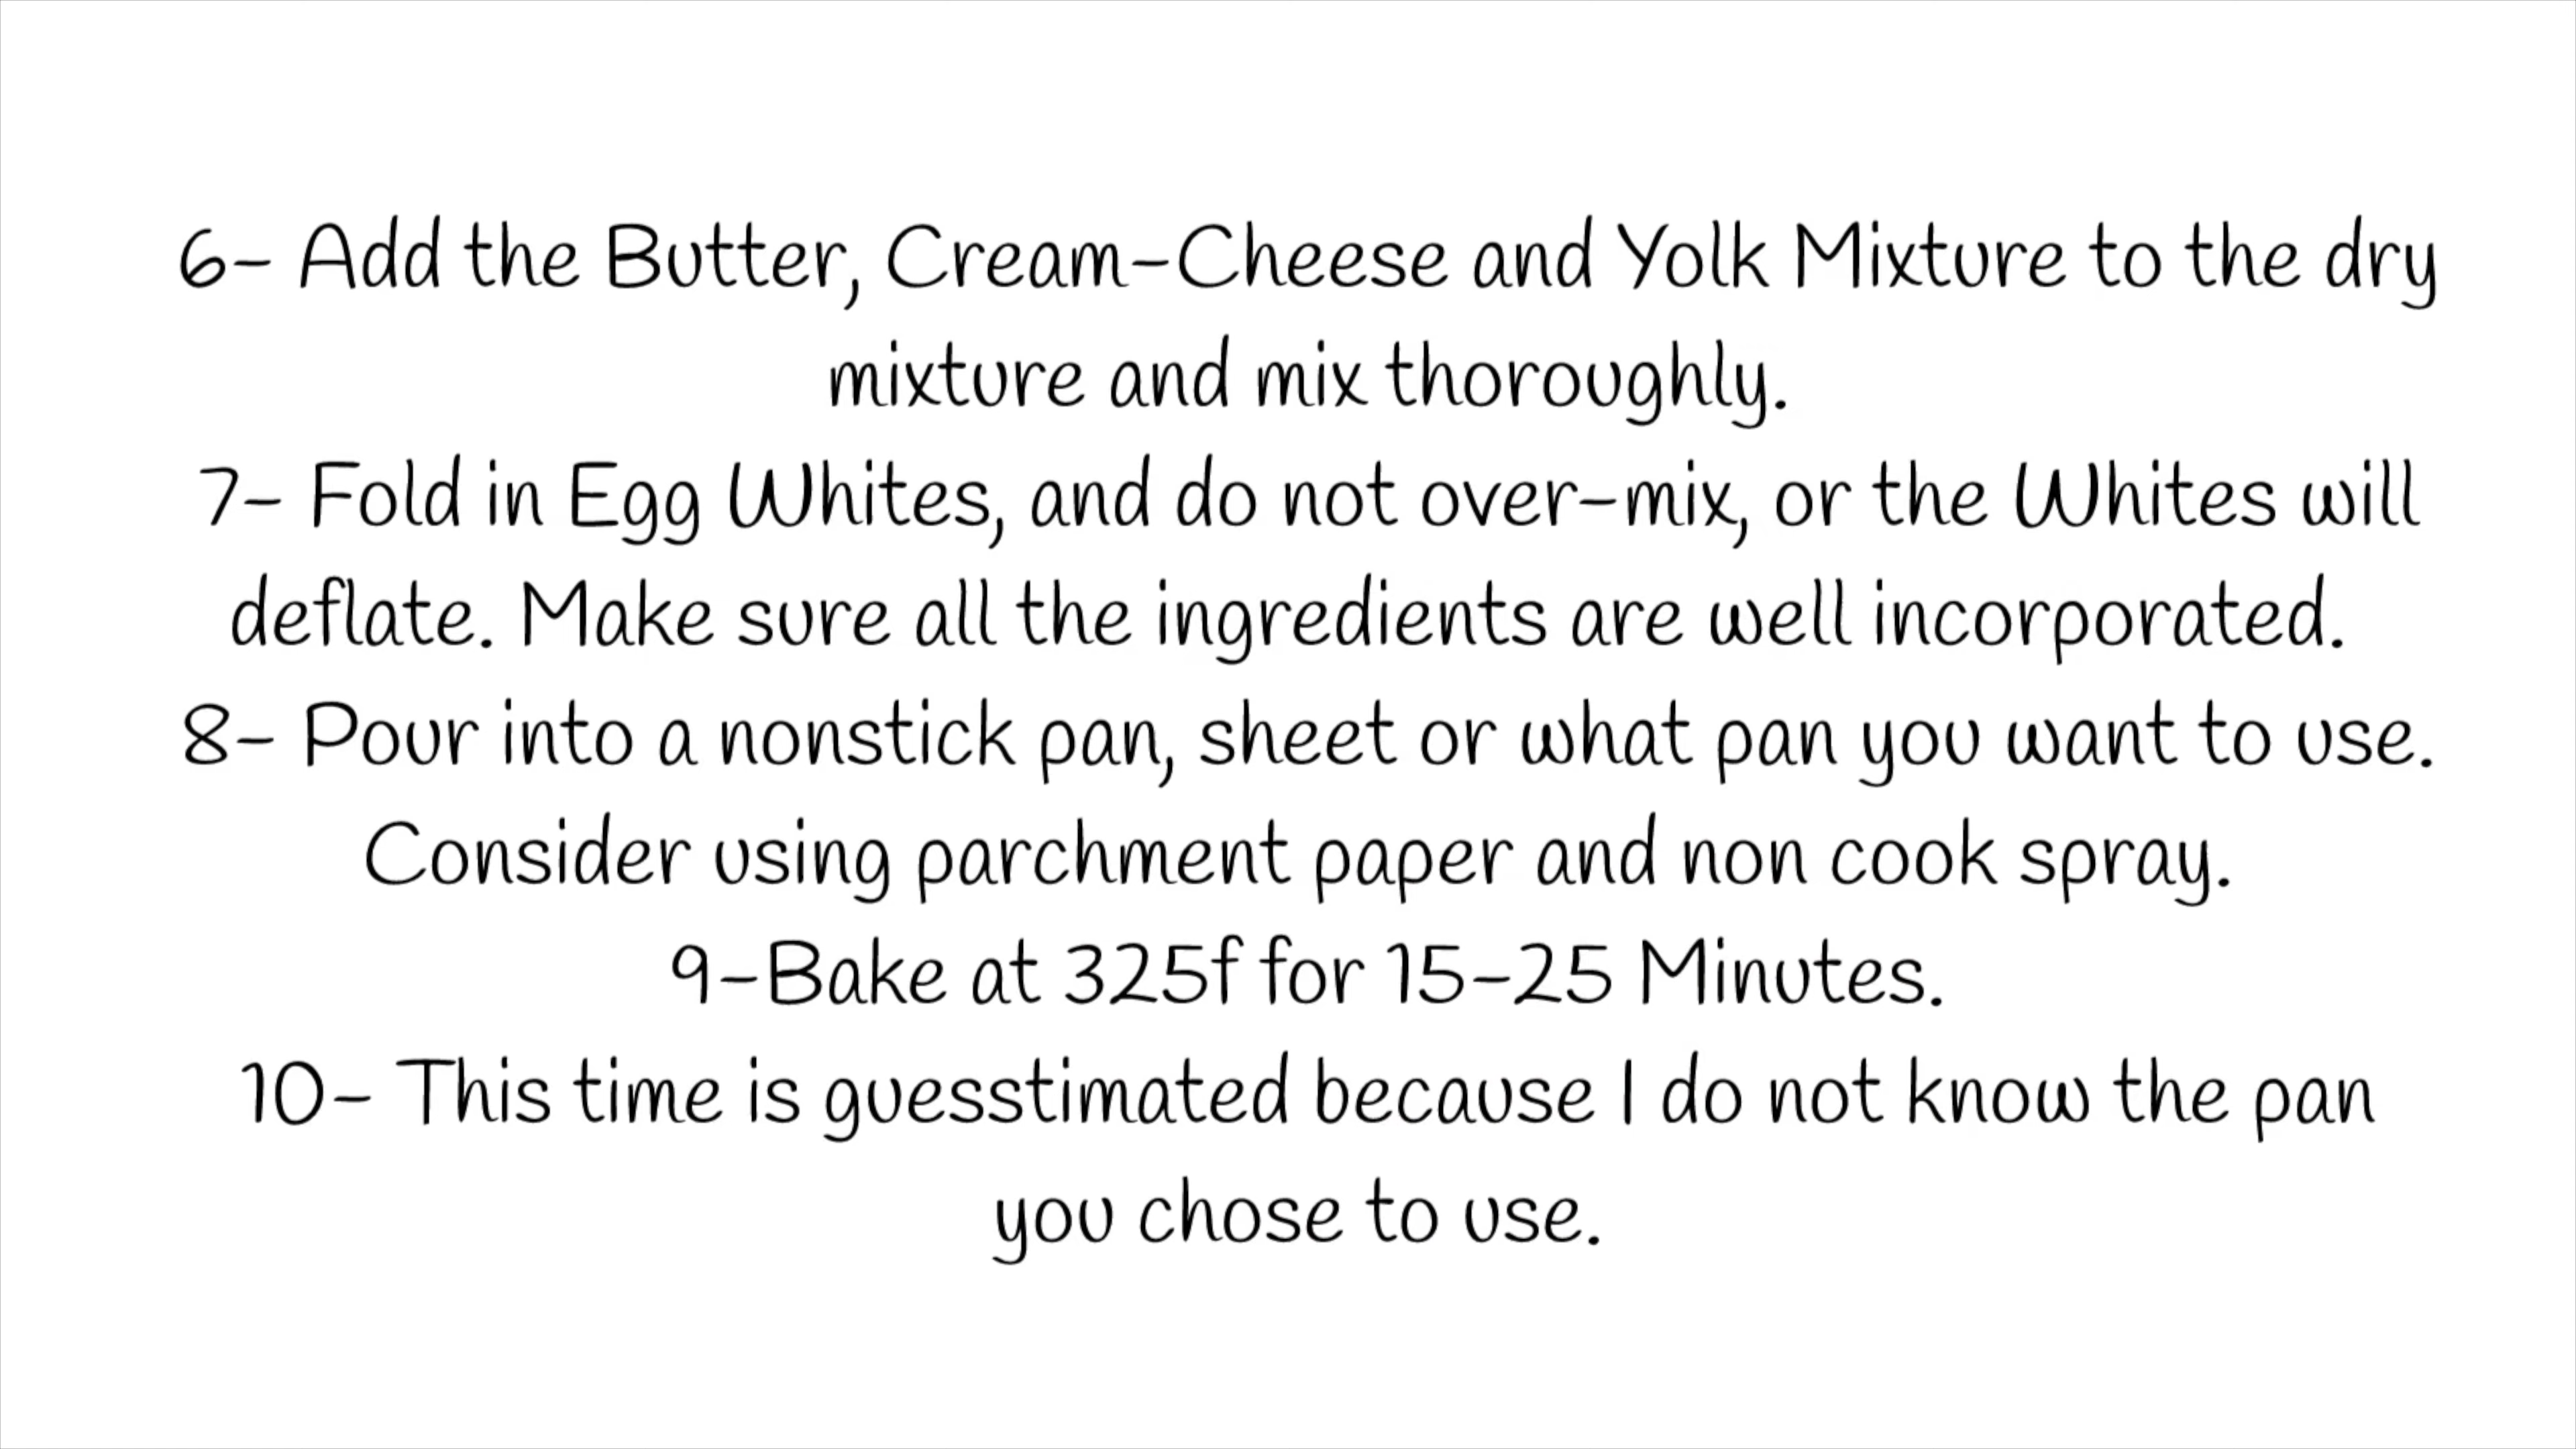 6- Add the Butter, Cream-Cheese and Yolk Mixture to the dry
mixture and mix thoroughly.
7- Fold in Egg Whites, and do not over-mix, or the Whites will
deflate. Make sure all the ingredients are well incorporated.
8- Pour into a nonstick pan, sheet or what pan you want to use.
Consider using parchment paper and non cook spray.
9-Bake at 325f for 15-25 Minutes.
10- This time is guesstimated because I do not know the pan
you chose to use.